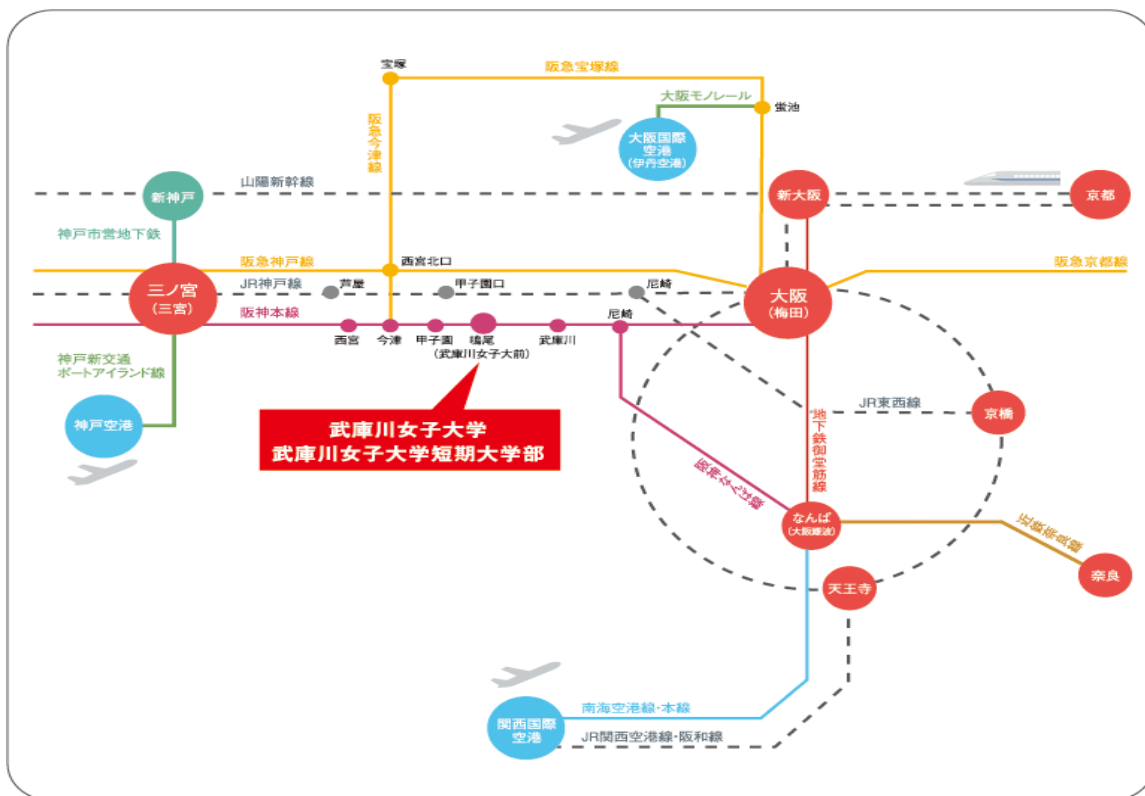 宝塚
阪急宝塚線
大阪モノレール
蛍池
阪急今津線
大阪国際
空港
(伊丹空港)
山陽新幹線
新神戸
新大阪
京都
神戸市営地下鉄
阪急神戸線
西宮北口
阪急京都線
三ノ宮
(三宮)
JR神戸線
芦屋
甲子園口
尼崎
大阪
(梅田)
阪神本線
西宮
今津
甲子園
鳴尾
(武庫川女子大前)
武庫川
尼崎
神戸新交通
ポートアイランド線
神戸空港
武庫川女子大学
武庫川女子大学短期大学部
JR東西線
京橋
地下鉄御堂筋線
阪神なんば線
なんば
(大阪難波)
近鉄奈良線
奈良
天王寺
関西国際
空港
南海空港線・本線
JR関西空港線・阪和線